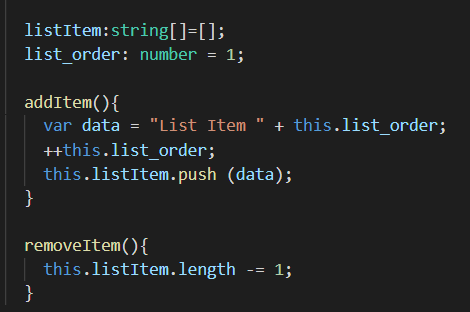 listItem:string[]=[];
list_order: number = 1;
addItem(){
var data = "List Item " + this.list_order;
++this.list_order;
this.listItem.push (data);
}
removeItem(){
this.listItem.length -= 1;
}